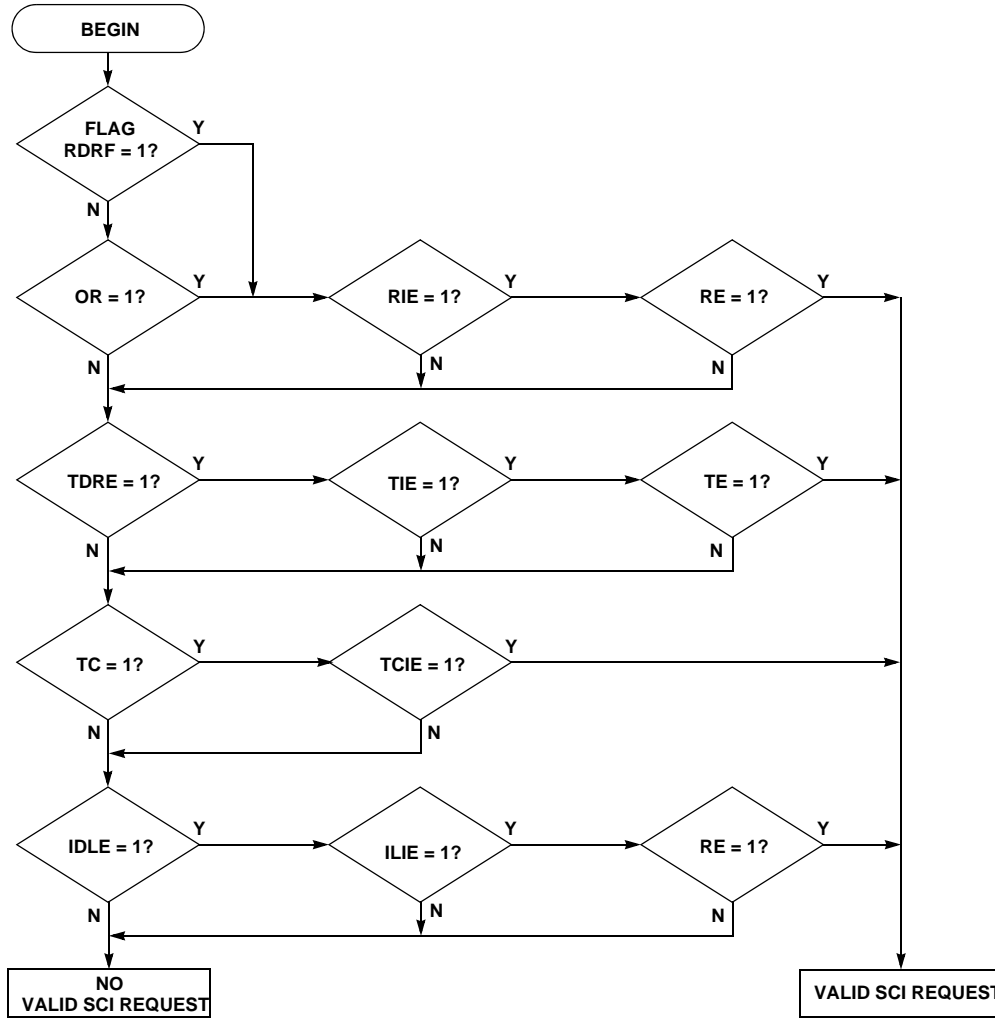 BEGIN
FLAG
RDRF = 1?
Y
N
OR = 1?
Y
N
RIE = 1?
Y
N
RE = 1?
Y
N
TDRE = 1?
Y
N
TIE = 1?
Y
N
TE = 1?
Y
N
TC = 1?
Y
N
TCIE = 1?
Y
N
IDLE = 1?
Y
N
ILIE = 1?
Y
N
RE = 1?
Y
N
NO
VALID SCI REQUEST
VALID SCI REQUEST